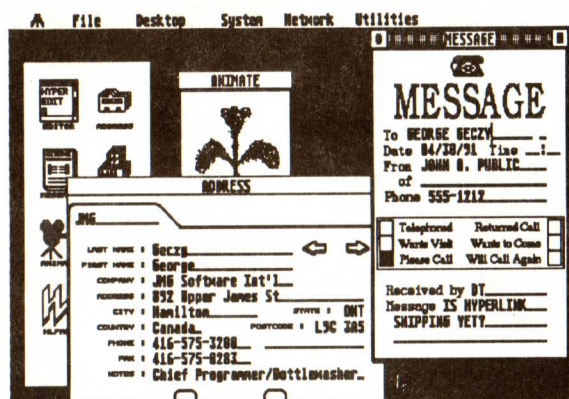 File Desktop System Network Utilities
HYPER
EDIT
EDITOR
ADDRESS
ANIMATE
ADDRESS
JMG
LAST NAME : Geczy
FIRST NAME : George
COMPANY : JMG Software Int'l
ADDRESS : 892 Upper James St
CITY : Hamilton STATE : ONT
COUNTRY : Canada POSTCODE : L9C 3A5
PHONE : 416-575-3200
FAX : 416-575-0283
NOTES : Chief Programmer/Bottlewasher
MESSAGE
MESSAGE
To GEORGE GECZY
Date 04/30/91 Time __:__
From JOHN Q. PUBLIC
of
Phone 555-1212
Telephoned Returned Call
Wants Visit Wants to Come
Please Call Will Call Again
Received by DT
Message IS HYPERLINK
SHIPPING YET?